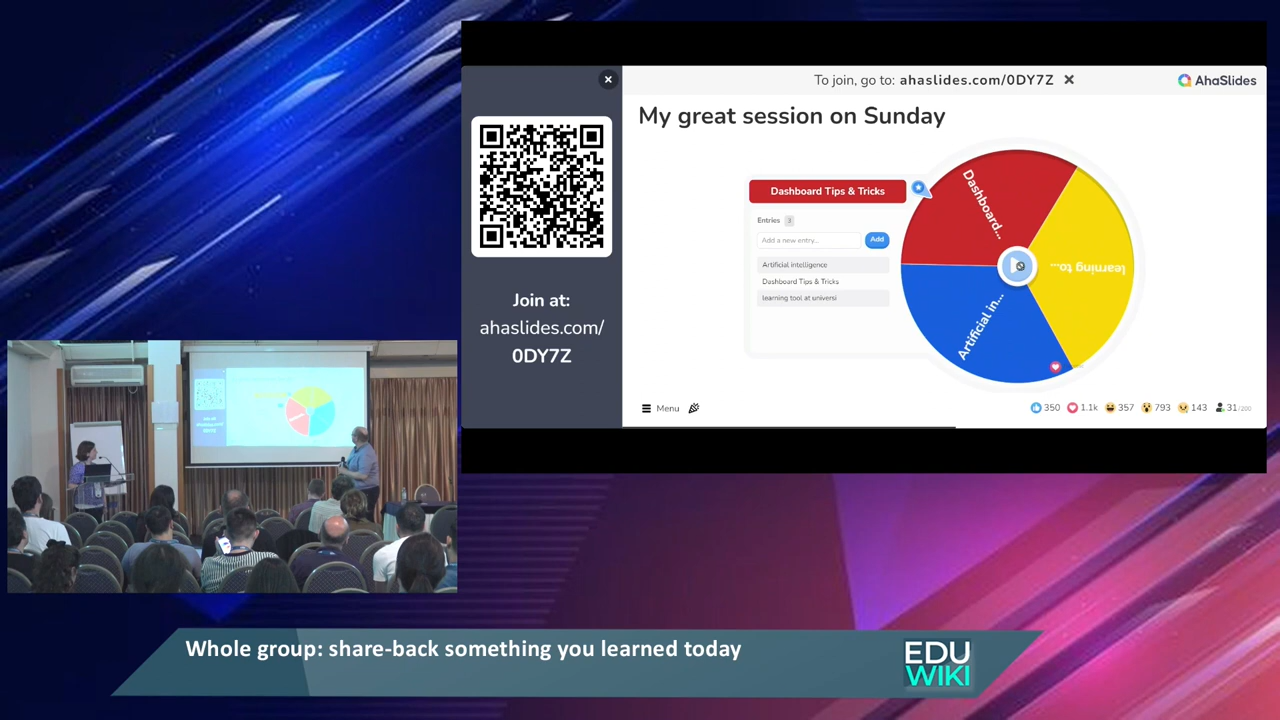 To join, go to: ahaslides.com/0DY7Z
AhaSlides
My great session on Sunday
Dashboard Tips & Tricks
Entries 3
Add a new entry...
Add
Artificial intelligence
Dashboard Tips & Tricks
learning tool at universi
Dashboard...
learning to...
Artificial in...
Join at:
ahaslides.com/
0DY7Z
Menu
350
1.1k
357
793
143
31/200
Whole group: share-back something you learned today
EDU
WIKI